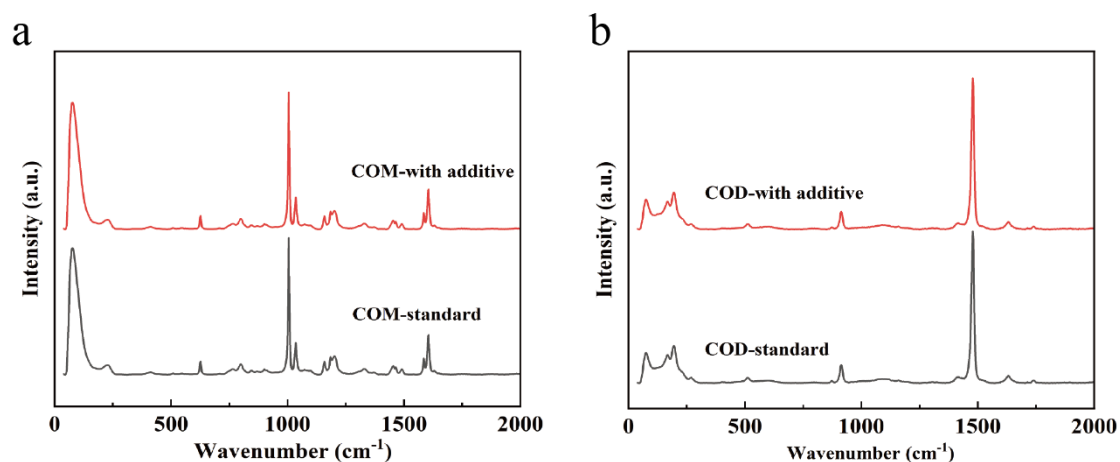 a
Intensity (a.u.)
COM-with additive
COM-standard
0 500 1000 1500 2000
Wavenumber (cm⁻¹)
b
Intensity (a.u.)
COD-with additive
COD-standard
0 500 1000 1500 2000
Wavenumber (cm⁻¹)